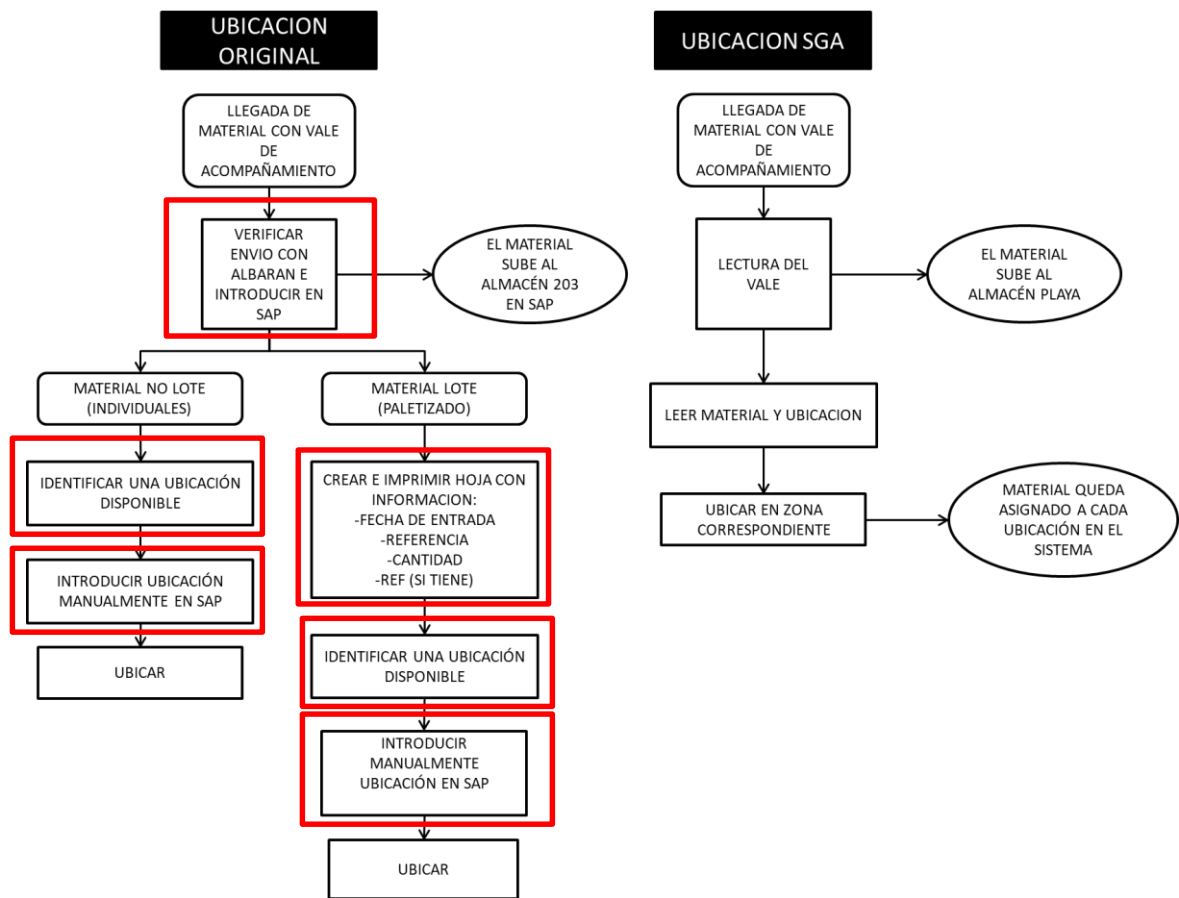 UBICACION
ORIGINAL
LLEGADA DE
MATERIAL CON VALE
DE
ACOMPAÑAMIENTO
VERIFICAR
ENVIO CON
ALBARAN E
INTRODUCIR EN
SAP
EL MATERIAL
SUBE AL
ALMACÉN 203
EN SAP
MATERIAL NO LOTE
(INDIVIDUALES)
IDENTIFICAR UNA UBICACIÓN
DISPONIBLE
INTRODUCIR UBICACIÓN
MANUALMENTE EN SAP
UBICAR
MATERIAL LOTE
(PALETIZADO)
CREAR E IMPRIMIR HOJA CON
INFORMACION:
-FECHA DE ENTRADA
-REFERENCIA
-CANTIDAD
-REF (SI TIENE)
IDENTIFICAR UNA UBICACIÓN
DISPONIBLE
INTRODUCIR
MANUALMENTE
UBICACIÓN EN SAP
UBICAR
UBICACION SGA
LLEGADA DE
MATERIAL CON VALE
DE
ACOMPAÑAMIENTO
LECTURA DEL
VALE
EL MATERIAL
SUBE AL
ALMACÉN PLAYA
LEER MATERIAL Y UBICACION
UBICAR EN ZONA
CORRESPONDIENTE
MATERIAL QUEDA
ASIGNADO A CADA
UBICACIÓN EN EL
SISTEMA